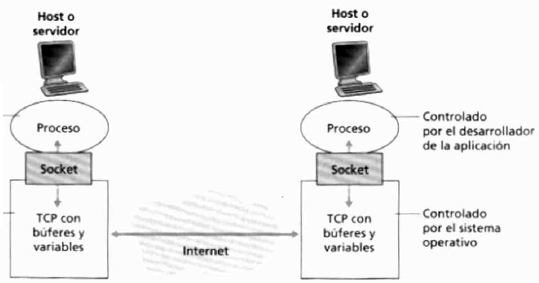 Host o
servidor
Host o
servidor
Proceso
Proceso
Controlado
por el desarrollador
de la aplicación
Socket
Socket
TCP con
búferes y
variables
Internet
TCP con
búferes y
variables
Controlado
por el sistema
operativo